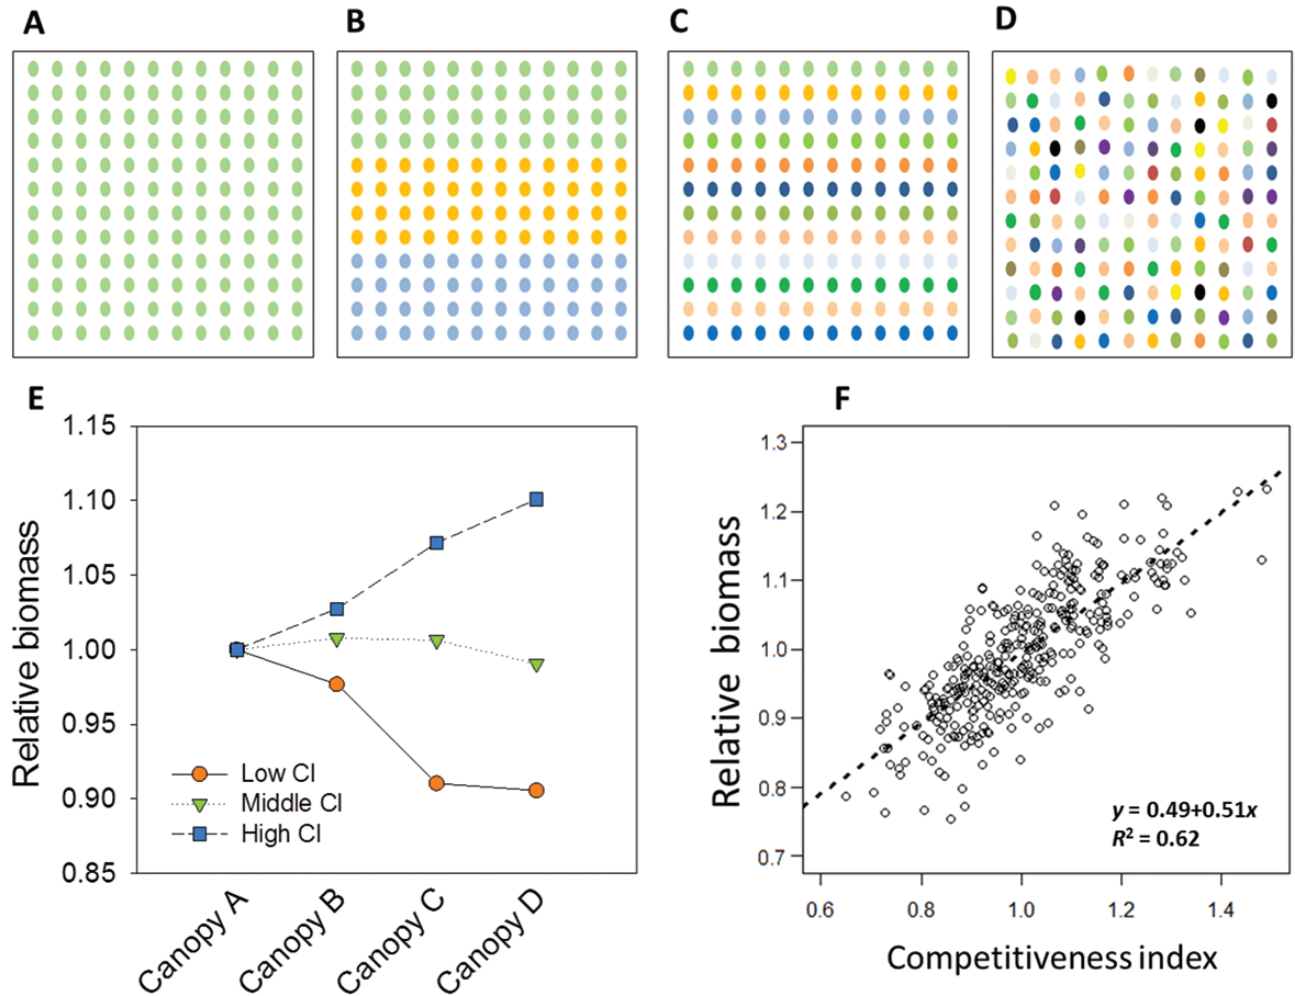 A
B
C
D
E
1.15
1.10
1.05
1.00
0.95
0.90
0.85
Relative biomass
Low CI
Middle CI
High CI
Canopy A
Canopy B
Canopy C
Canopy D
F
1.3
1.2
1.1
1.0
0.9
0.8
0.7
Relative biomass
y = 0.49+0.51x
R² = 0.62
0.6
0.8
1.0
1.2
1.4
Competitiveness index